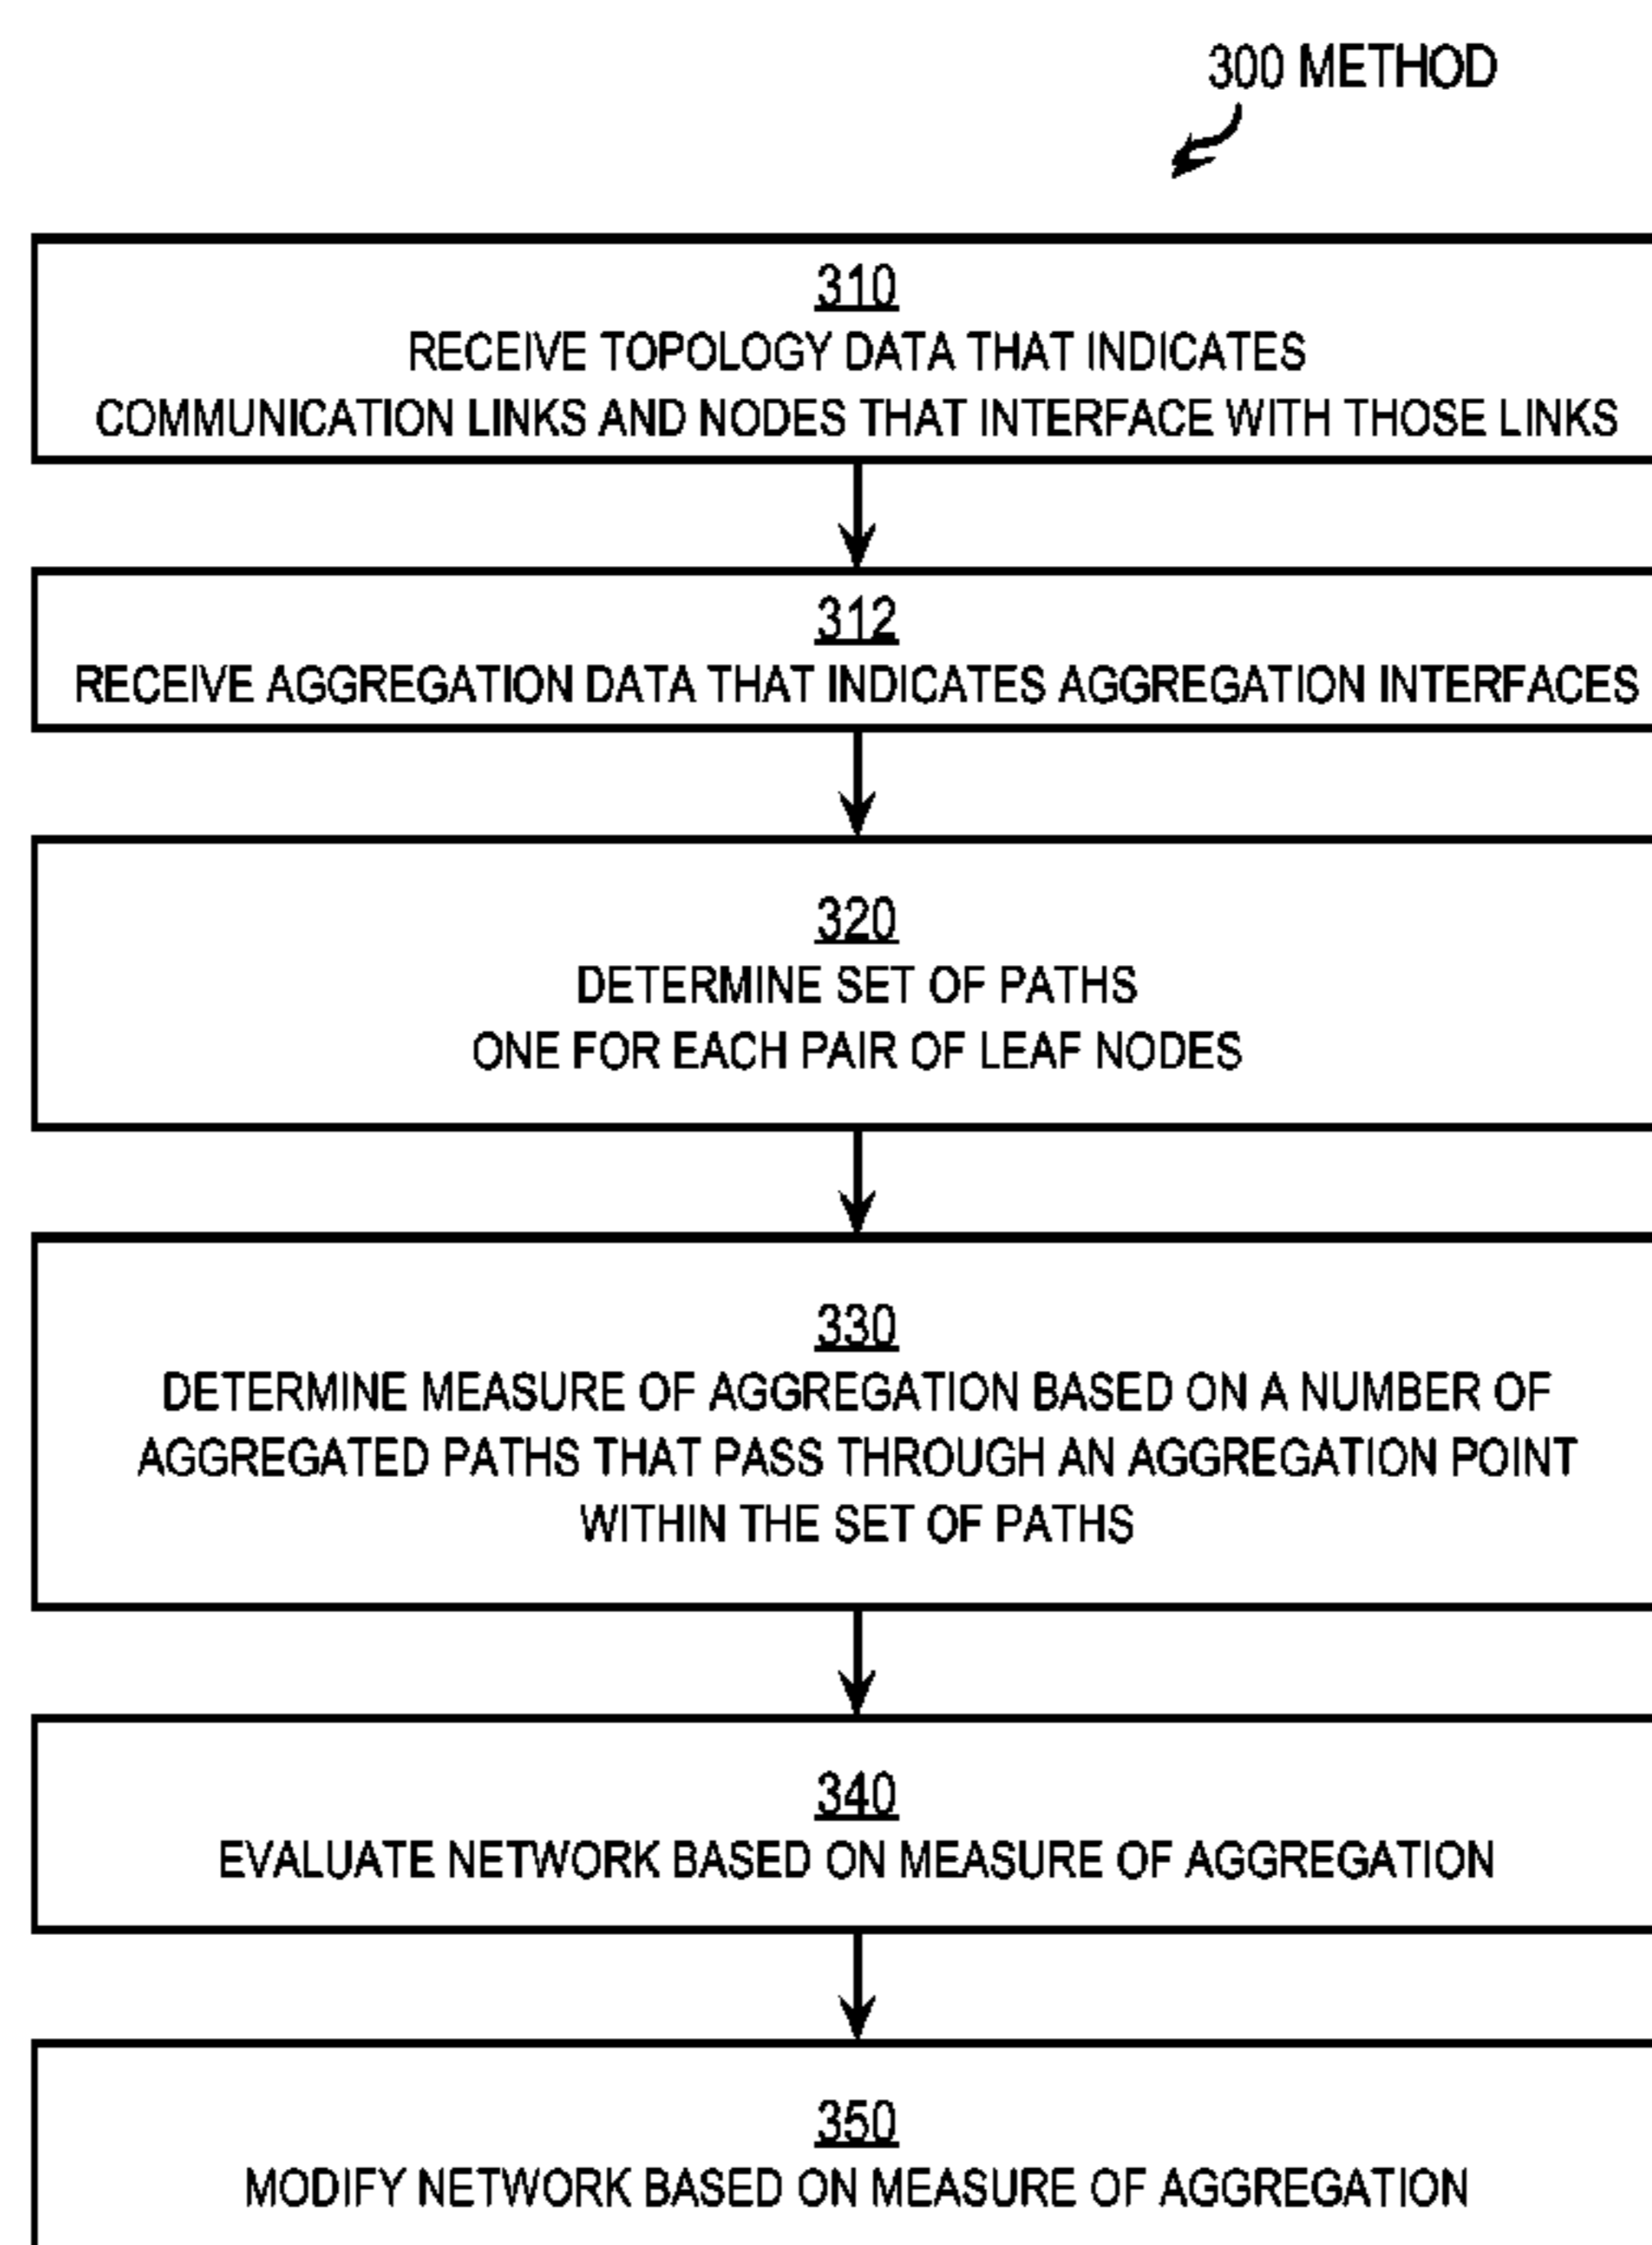 300 METHOD
310
RECEIVE TOPOLOGY DATA THAT INDICATES
COMMUNICATION LINKS AND NODES THAT INTERFACE WITH THOSE LINKS
312
RECEIVE AGGREGATION DATA THAT INDICATES AGGREGATION INTERFACES
320
DETERMINE SET OF PATHS
ONE FOR EACH PAIR OF LEAF NODES
330
DETERMINE MEASURE OF AGGREGATION BASED ON A NUMBER OF
AGGREGATED PATHS THAT PASS THROUGH AN AGGREGATION POINT
WITHIN THE SET OF PATHS
340
EVALUATE NETWORK BASED ON MEASURE OF AGGREGATION
350
MODIFY NETWORK BASED ON MEASURE OF AGGREGATION